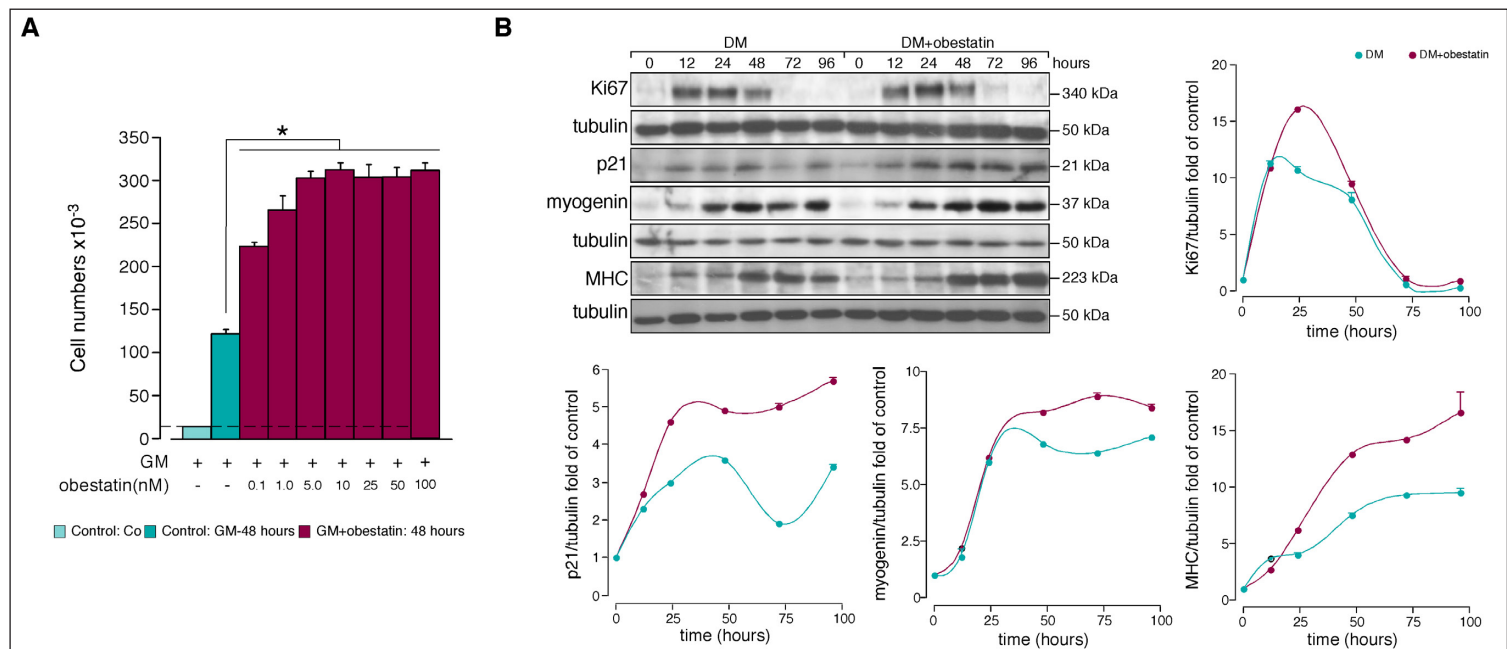 A
350
300
250
200
150
100
50
0
Cell numbers x10-3
*
GM + + + + + + + + +
obestatin(nM) - - 0.1 1.0 5.0 10 25 50 100
Control: Co Control: GM-48 hours GM+obestatin: 48 hours
B
DM DM+obestatin
0 12 24 48 72 96 0 12 24 48 72 96 hours
Ki67 340 kDa
tubulin 50 kDa
p21 21 kDa
myogenin 37 kDa
tubulin 50 kDa
MHC 223 kDa
tubulin 50 kDa
DM DM+obestatin
20
15
10
5
0
Ki67/tubulin fold of control
0 25 50 75 100
time (hours)
6
5
4
3
2
1
0
p21/tubulin fold of control
0 25 50 75 100
time (hours)
10
7.5
5.0
2.5
0
myogenin/tubulin fold of control
0 25 50 75 100
time (hours)
20
15
10
5
0
MHC/tubulin fold of control
0 25 50 75 100
time (hours)